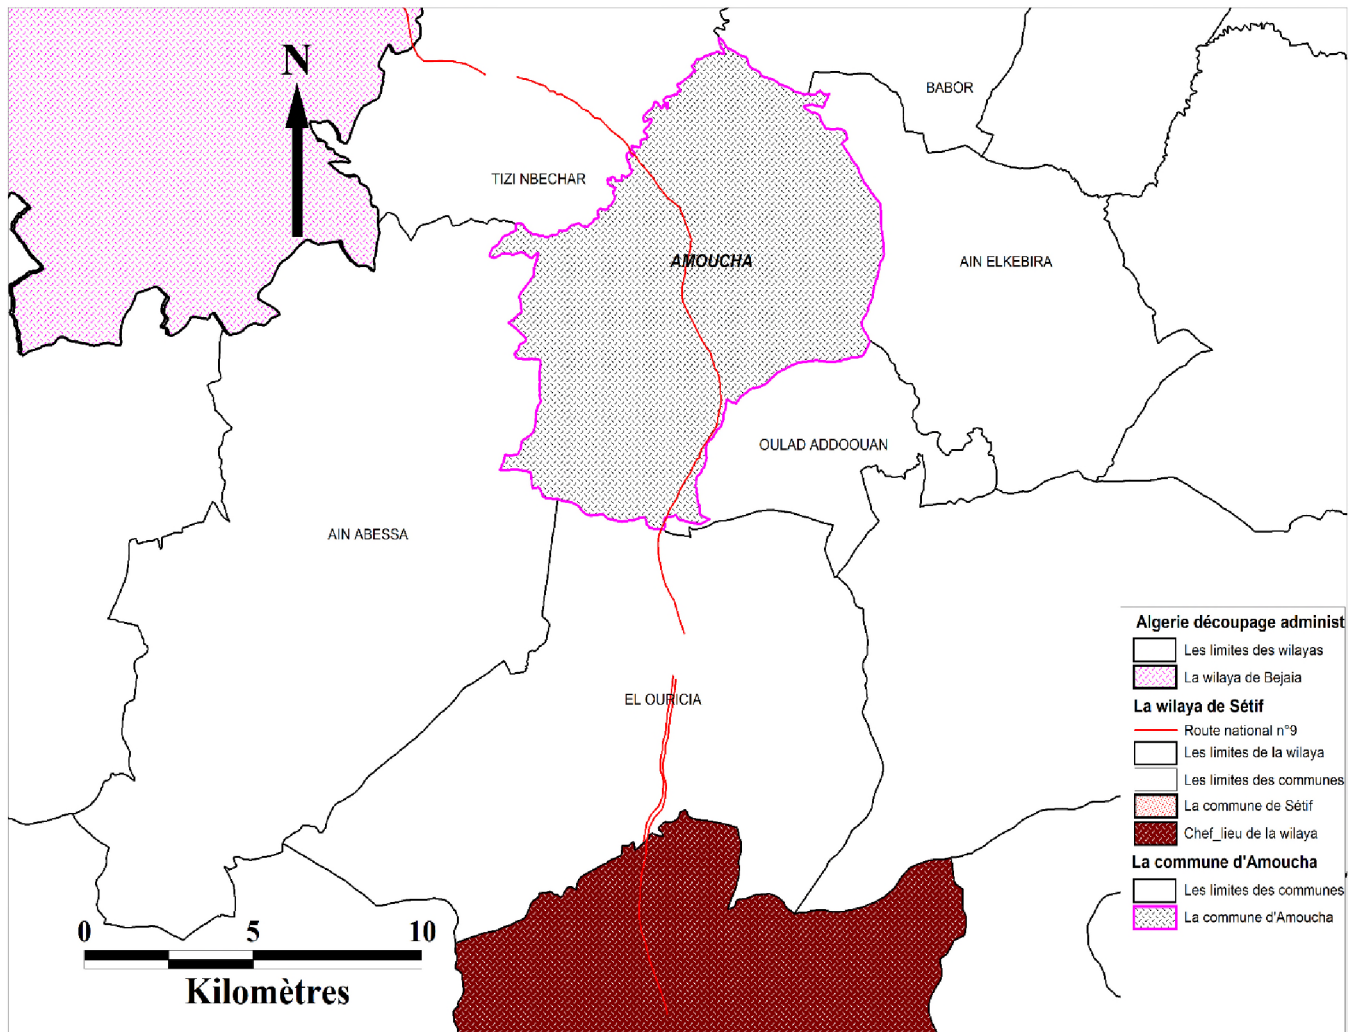 N
BABOR
TIZI NBECHAR
AMOUCHA
AIN ELKEBIRA
OULAD ADDOOUAN
AIN ABESSA
EL OURICIA
Algerie découpage administ
Les limites des wilayas
La wilaya de Bejaia
La wilaya de Sétif
Route national n°9
Les limites de la wilaya
Les limites des communes
La commune de Sétif
Chef_lieu de la wilaya
La commune d'Amoucha
Les limites des communes
La commune d'Amoucha
0 5 10
Kilomètres